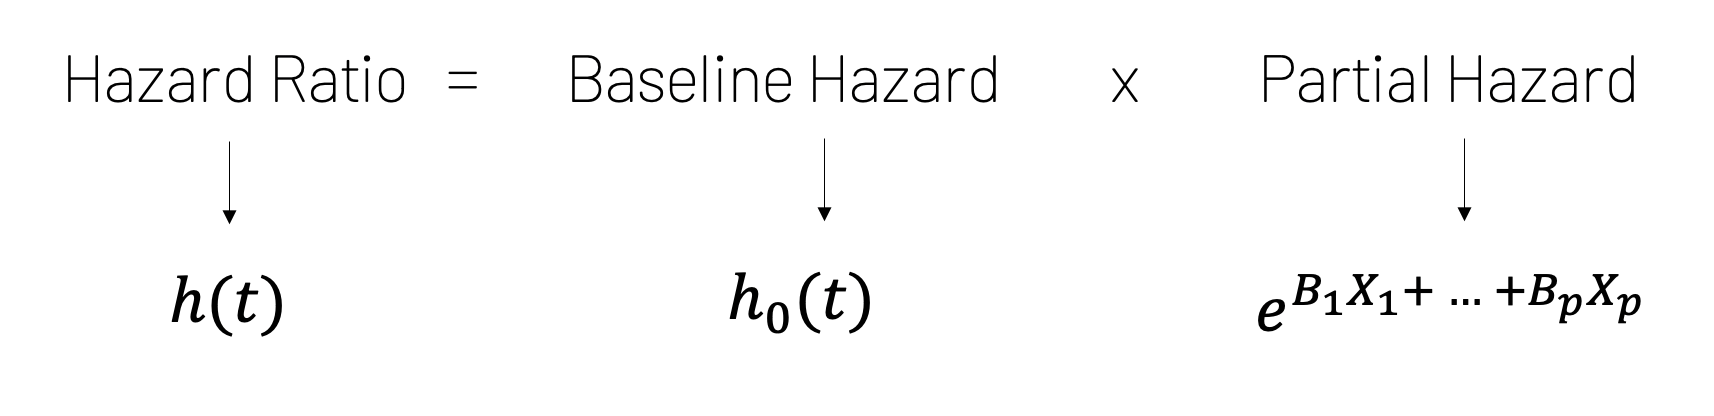 Hazard Ratio = Baseline Hazard x Partial Hazard
h(t) h₀(t) e^{B₁X₁+ ... +BₚXₚ}